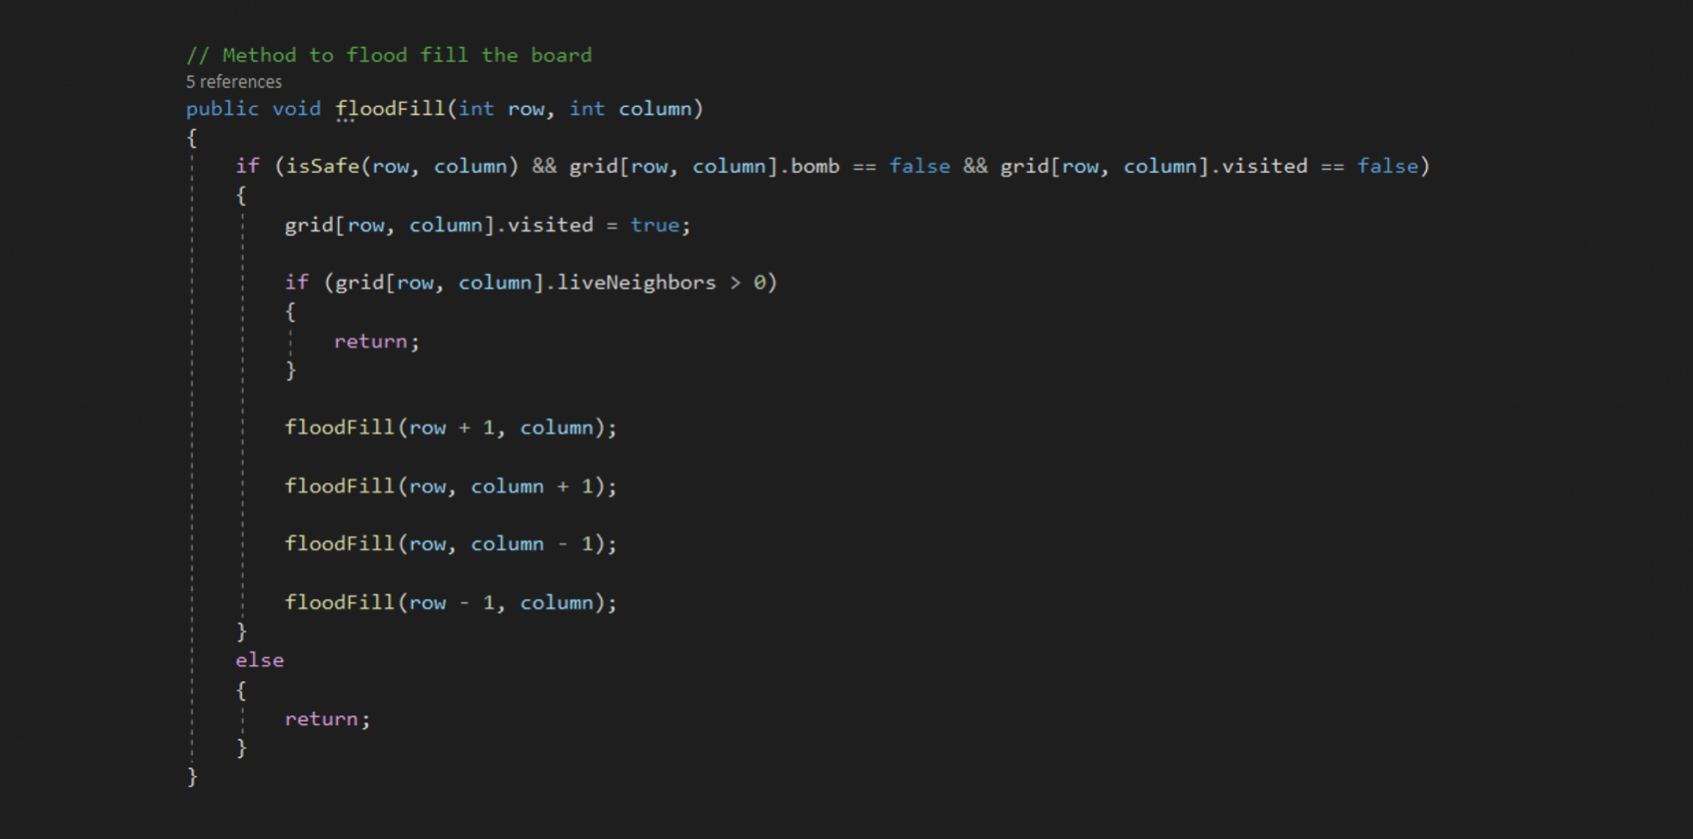 // Method to flood fill the board
5 references
public void floodFill(int row, int column)
{
if (isSafe(row, column) && grid[row, column].bomb == false && grid[row, column].visited == false)
{
grid[row, column].visited = true;
if (grid[row, column].liveNeighbors > 0)
{
return;
}
floodFill(row + 1, column);
floodFill(row, column + 1);
floodFill(row, column - 1);
floodFill(row - 1, column);
}
else
{
return;
}
}